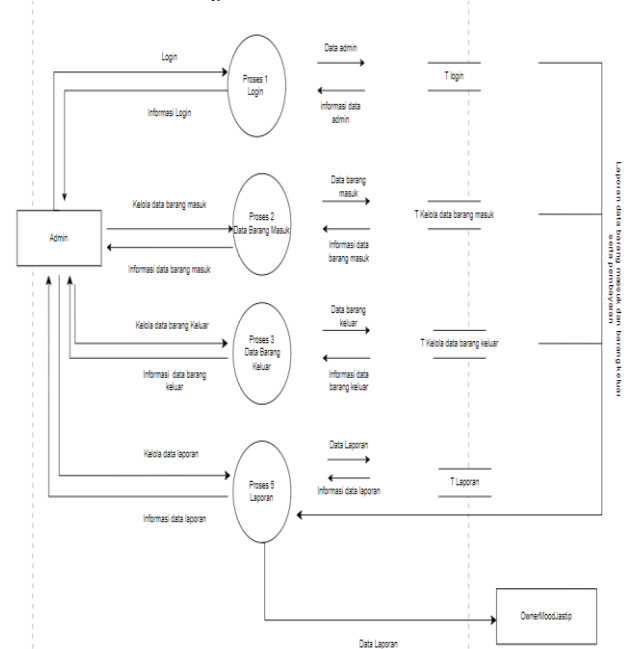 Login
Data admin
Proses 1
Login
T login
Informasi Login
informasi data
admin
Data barang
masuk
Kelola data barang masuk
Proses 2
Data Barang Masuk
T Kelola data barang masuk
Admin
Informasi data barang masuk
Informasi data
barang masuk
Laporan data barang masuk dan barang keluar
serta pembayaran
Data barang
keluar
Kelola data barang Keluar
Proses 3
Data Barang
Keluar
T Kelola data barang keluar
Informasi data barang
keluar
Informasi data
barang keluar
Kelola data laporan
Data Laporan
Proses 5
Laporan
T Laporan
Informasi data laporan
Informasi data laporan
OwnerMoodJastip
Data Laporan